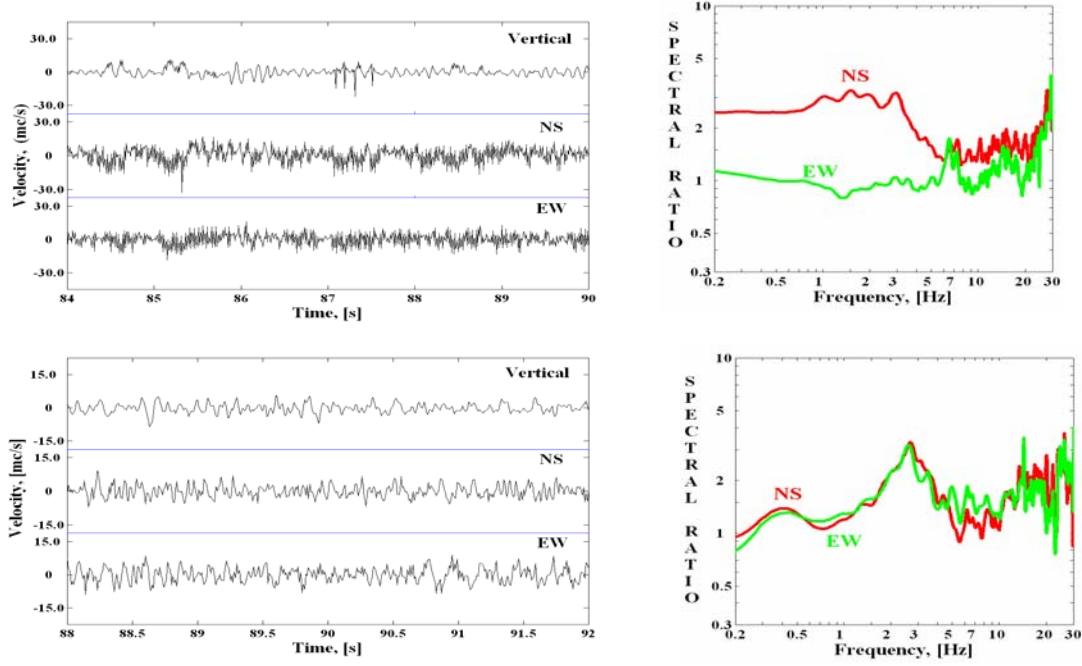 30.0
0
-30.0
Vertical
30.0
0
-30.0
NS
30.0
0
-30.0
EW
Velocity, (mc/s)
84 85 86 87 88 89 90
Time, [s]
SPECTRAL RATIO
10
5
2
1
0.5
0.3
NS
EW
0.2 0.5 1 2 3 5 7 10 20 30
Frequency, [Hz]
15.0
0
-15.0
Vertical
15.0
0
-15.0
NS
15.0
0
-15.0
EW
Velocity, [mc/s]
88 88.5 89 89.5 90 90.5 91 91.5 92
Time, [s]
SPECTRAL RATIO
10
5
2
1
0.5
0.3
NS
EW
0.2 0.5 1 2 3 5 7 10 20 30
Frequency, [Hz]